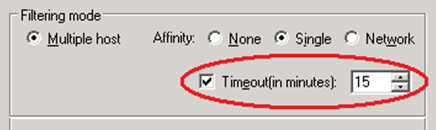 Filtering mode
Multiple host Affinity: None Single Network
Timeout(in minutes): 15